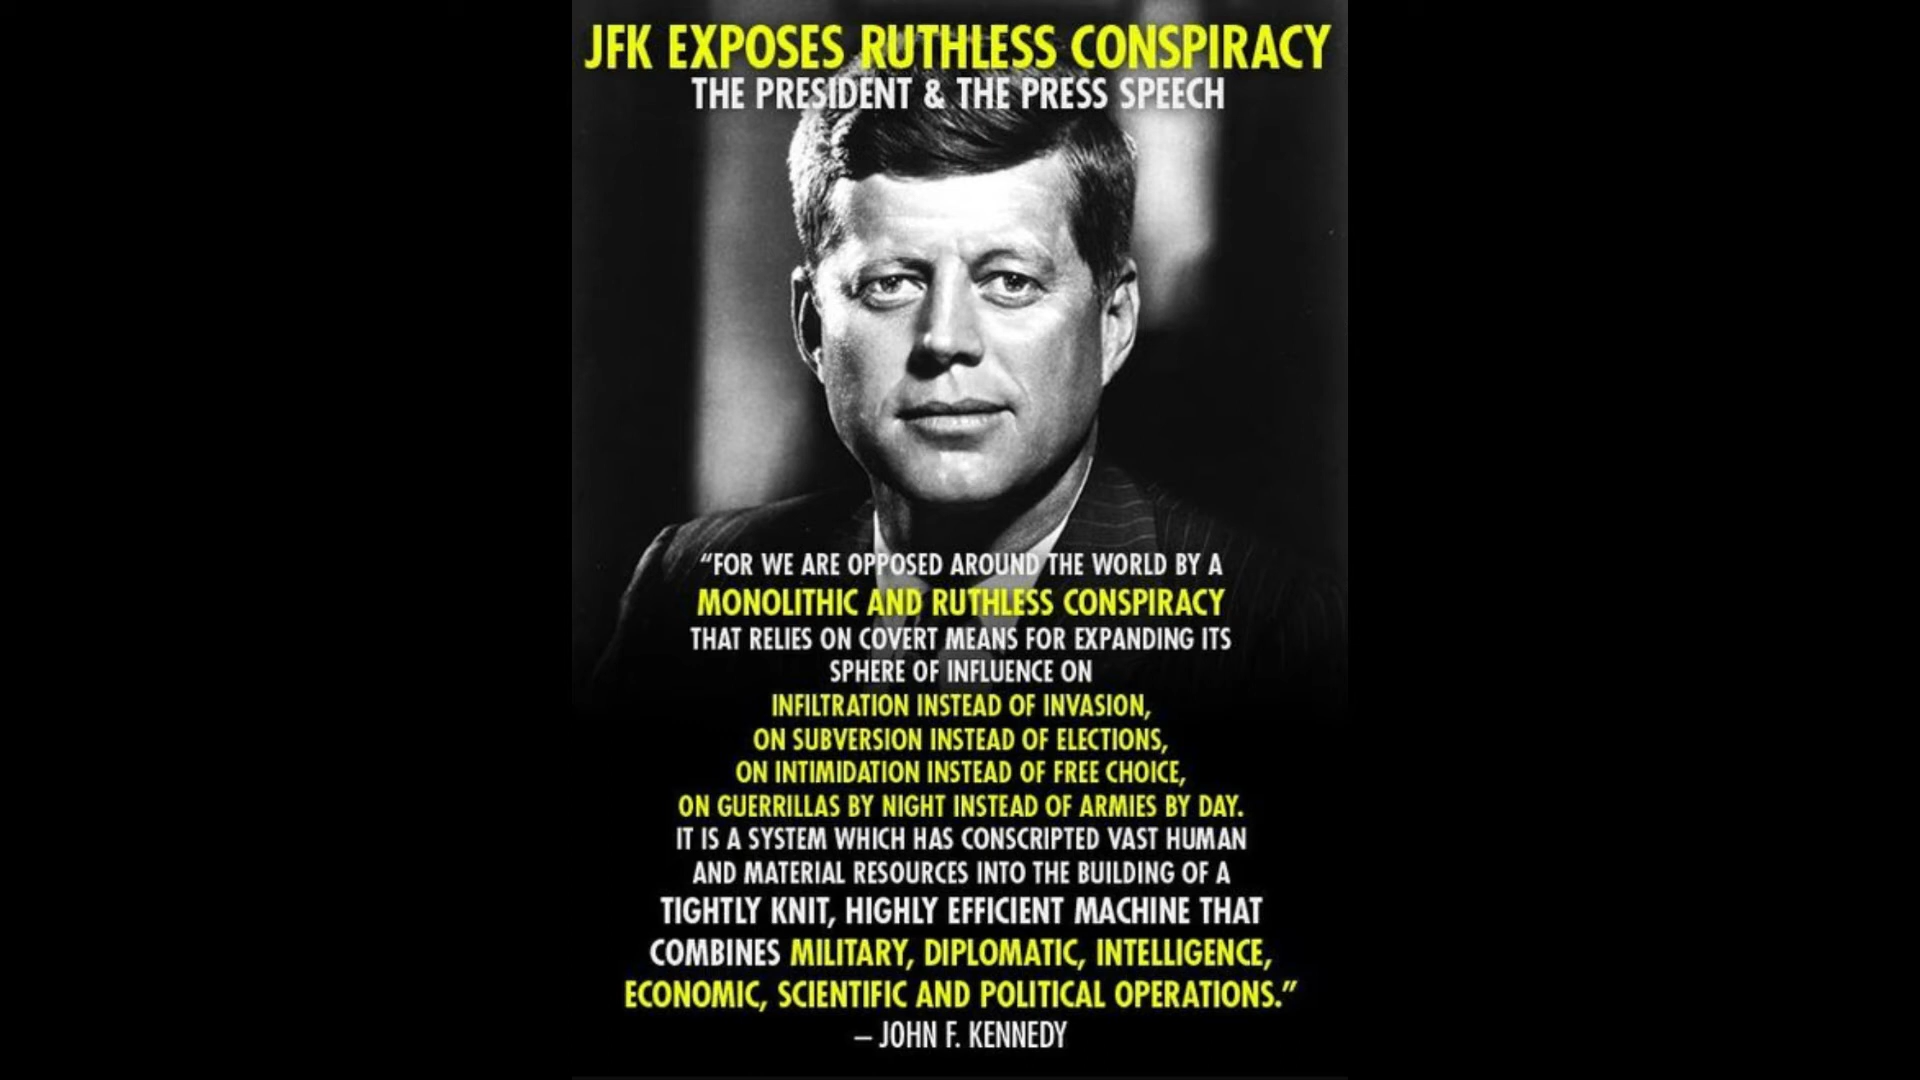 JFK EXPOSES RUTHLESS CONSPIRACY
THE PRESIDENT & THE PRESS SPEECH
“FOR WE ARE OPPOSED AROUND THE WORLD BY A
MONOLITHIC AND RUTHLESS CONSPIRACY
THAT RELIES ON COVERT MEANS FOR EXPANDING ITS
SPHERE OF INFLUENCE ON
INFILTRATION INSTEAD OF INVASION,
ON SUBVERSION INSTEAD OF ELECTIONS,
ON INTIMIDATION INSTEAD OF FREE CHOICE,
ON GUERRILLAS BY NIGHT INSTEAD OF ARMIES BY DAY.
IT IS A SYSTEM WHICH HAS CONSCRIPTED VAST HUMAN
AND MATERIAL RESOURCES INTO THE BUILDING OF A
TIGHTLY KNIT, HIGHLY EFFICIENT MACHINE THAT
COMBINES MILITARY, DIPLOMATIC, INTELLIGENCE,
ECONOMIC, SCIENTIFIC AND POLITICAL OPERATIONS.”
– JOHN F. KENNEDY